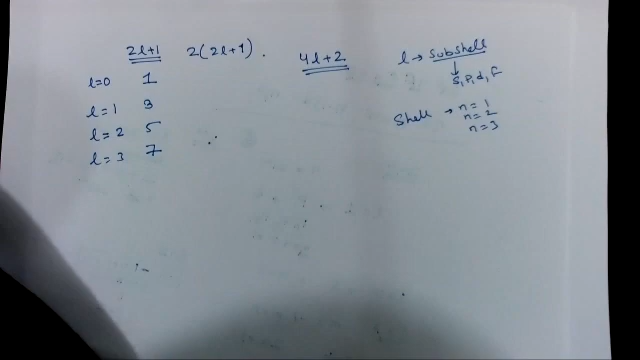 2l+1 2(2l+1). 4l+2
l=0 1
l=1 3
l=2 5
l=3 7
l → subshell
↓
s, p, d, f
Shell → n=1
n=2
n=3